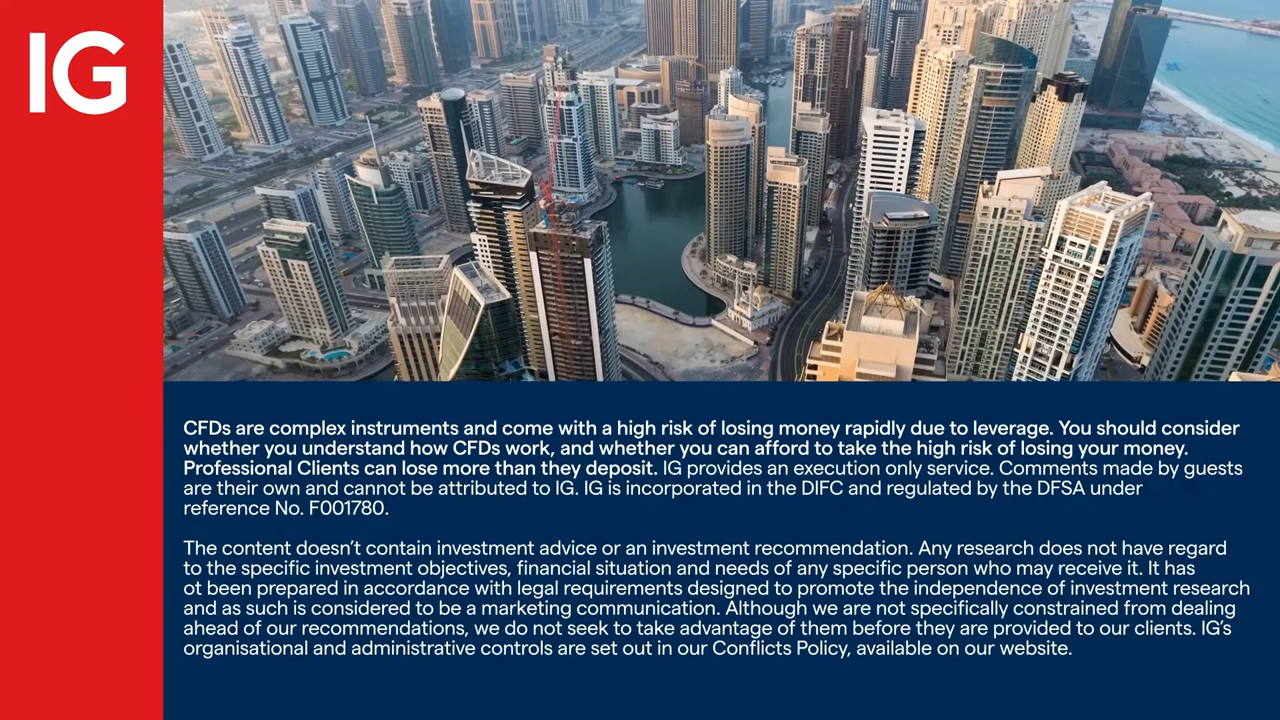 IG
CFDs are complex instruments and come with a high risk of losing money rapidly due to leverage. You should consider
whether you understand how CFDs work, and whether you can afford to take the high risk of losing your money.
Professional Clients can lose more than they deposit. IG provides an execution only service. Comments made by guests
are their own and cannot be attributed to IG. IG is incorporated in the DIFC and regulated by the DFSA under
reference No. F001780.
The content doesn't contain investment advice or an investment recommendation. Any research does not have regard
to the specific investment objectives, financial situation and needs of any specific person who may receive it. It has
ot been prepared in accordance with legal requirements designed to promote the independence of investment research
and as such is considered to be a marketing communication. Although we are not specifically constrained from dealing
ahead of our recommendations, we do not seek to take advantage of them before they are provided to our clients. IG's
organisational and administrative controls are set out in our Conflicts Policy, available on our website.